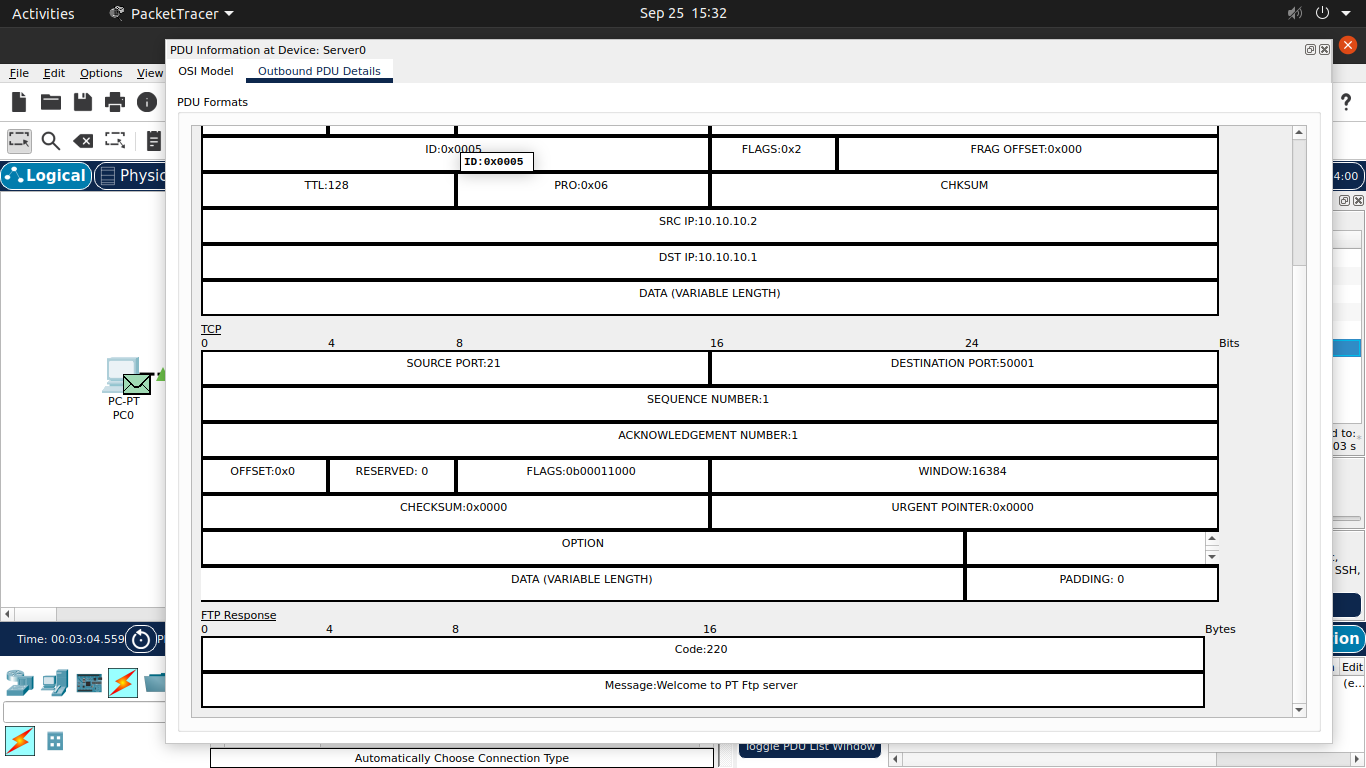 Activities PacketTracer Sep 25 15:32
PDU Information at Device: Server0
File Edit Options View
OSI Model Outbound PDU Details
PDU Formats
ID:0x0005 FLAGS:0x2 FRAG OFFSET:0x000
ID:0x0005
TTL:128 PRO:0x06 CHKSUM
Logical Physic 4:00
SRC IP:10.10.10.2
DST IP:10.10.10.1
DATA (VARIABLE LENGTH)
TCP
0 4 8 16 24 Bits
SOURCE PORT:21 DESTINATION PORT:50001
SEQUENCE NUMBER:1
PC-PT
PC0
ACKNOWLEDGEMENT NUMBER:1
d to:
03 s
OFFSET:0x0 RESERVED: 0 FLAGS:0b00011000 WINDOW:16384
CHECKSUM:0x0000 URGENT POINTER:0x0000
OPTION
SSH,
DATA (VARIABLE LENGTH) PADDING: 0
FTP Response
0 4 8 16 Bytes
Time: 00:03:04.559 ion
Code:220
Edit
Message:Welcome to PT Ftp server
(e...
Toggle PDU List Window
Automatically Choose Connection Type